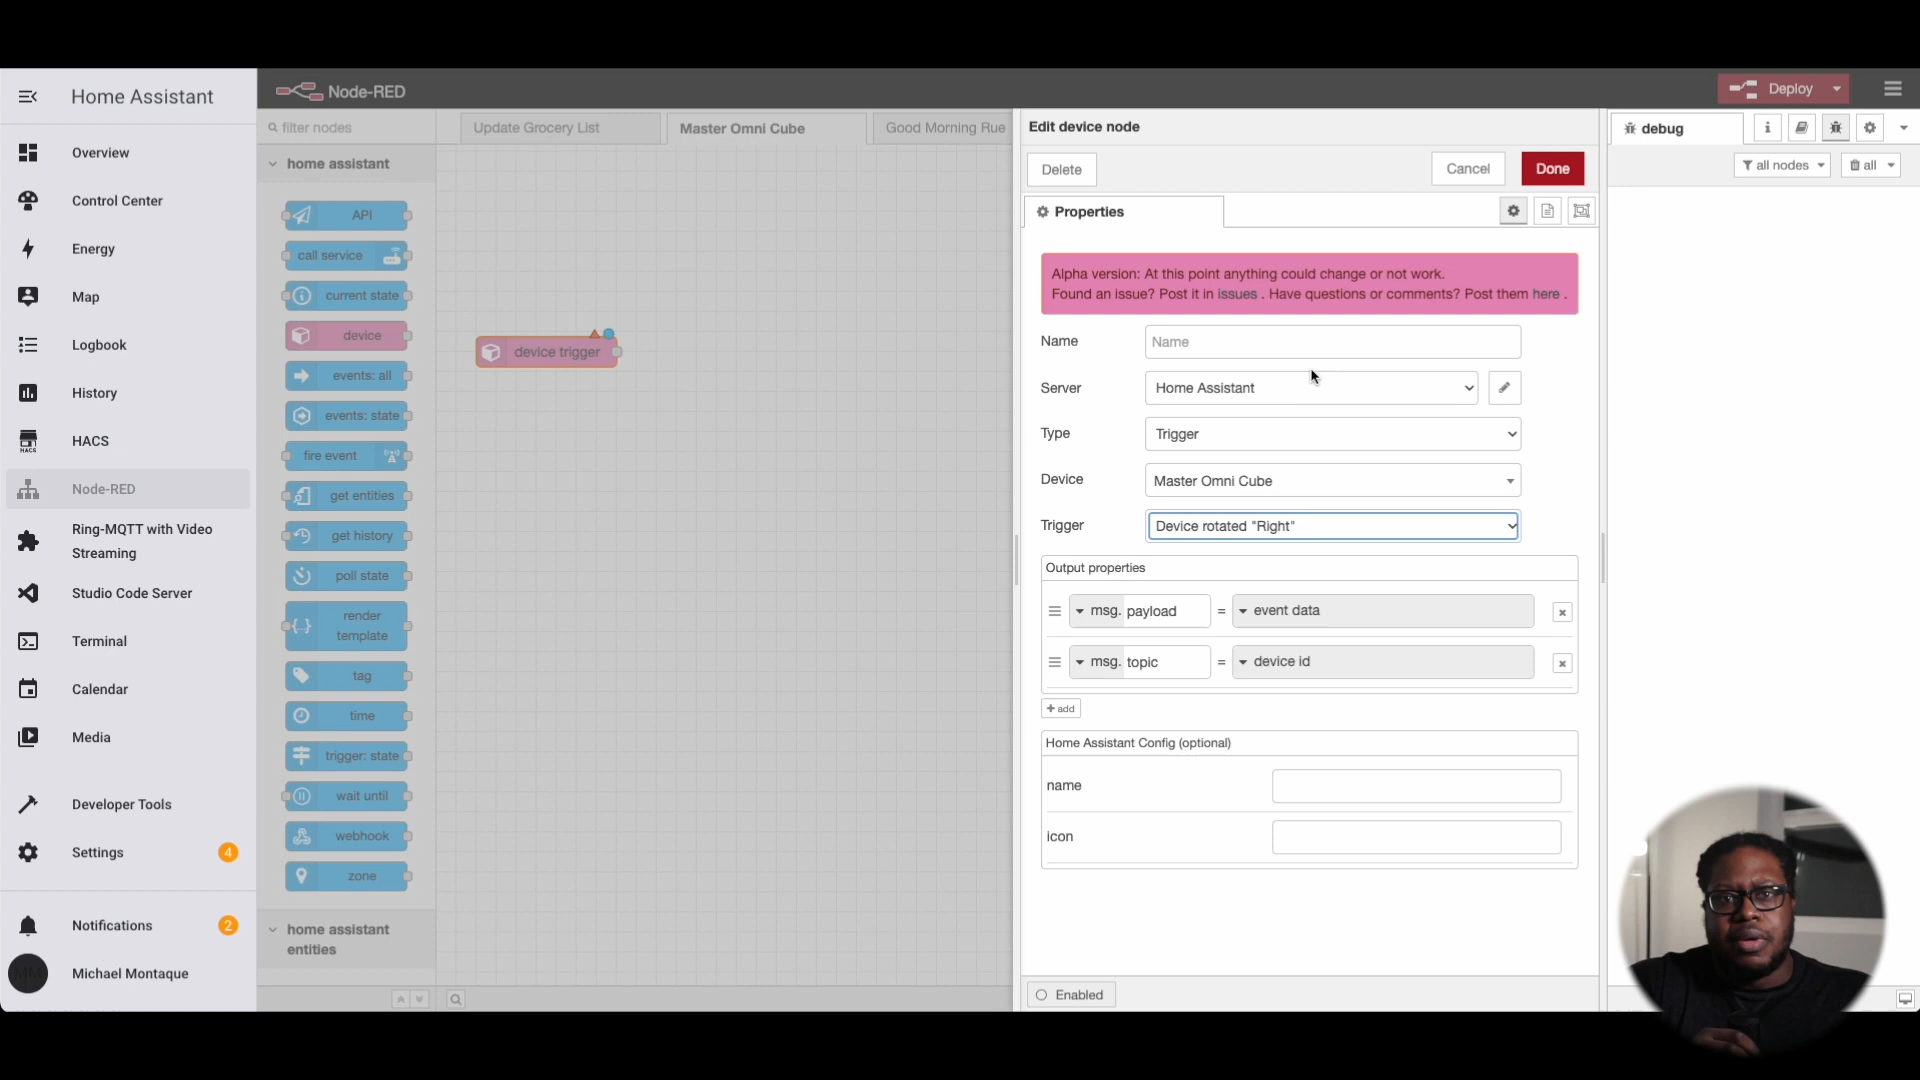 Home Assistant
Overview
Control Center
Energy
Map
Logbook
History
HACS
HACS
Node-RED
Ring-MQTT with Video
Streaming
Studio Code Server
Terminal
Calendar
Media
Developer Tools
Settings
4
Notifications
2
MM
Michael Montaque
Node-RED
Deploy
filter nodes
home assistant
API
call service
current state
device
events: all
events: state
fire event
get entities
get history
poll state
render
template
tag
time
trigger: state
wait until
webhook
zone
home assistant
entities
Update Grocery List
Master Omni Cube
Good Morning Rue
device trigger
Edit device node
Delete
Cancel
Done
Properties
Alpha version: At this point anything could change or not work.
Found an issue? Post it in issues . Have questions or comments? Post them here .
Name
Name
Server
Home Assistant
Type
Trigger
Device
Master Omni Cube
Trigger
Device rotated "Right"
Output properties
msg. payload = event data
msg. topic = device id
add
Home Assistant Config (optional)
name
icon
Enabled
debug
i
all nodes
all